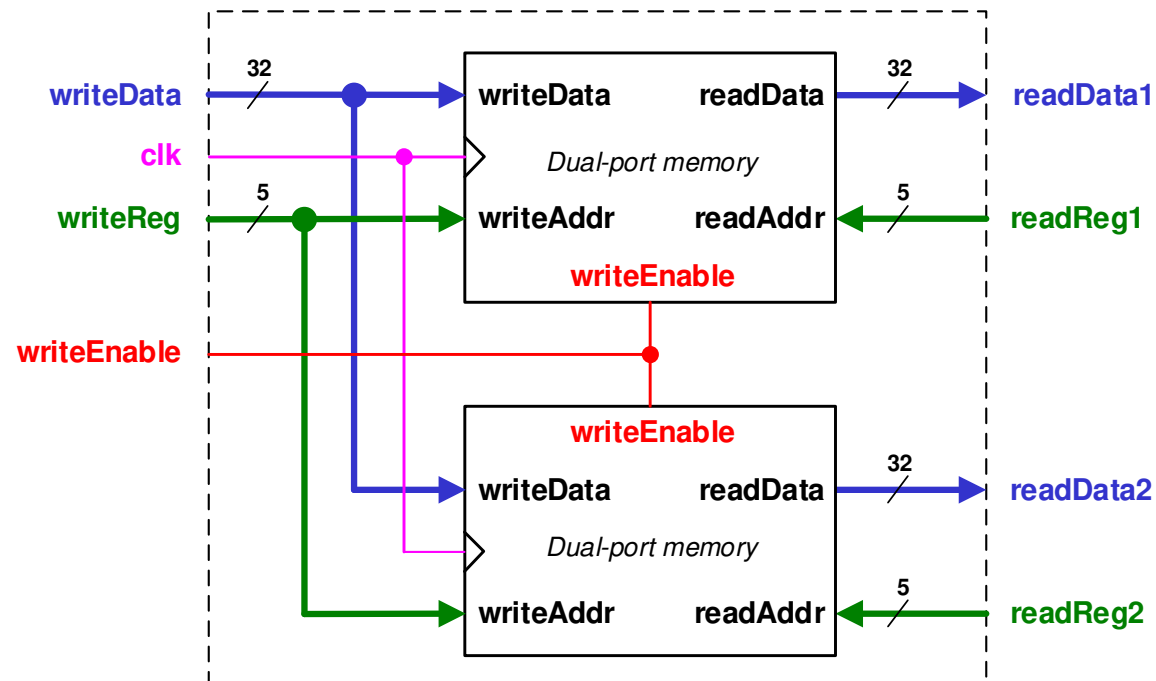 32 32
writeData writeData readData readData1
clk Dual-port memory
5 5
writeReg writeAddr readAddr readReg1
writeEnable
writeEnable
writeEnable
32
writeData readData readData2
Dual-port memory
5
writeAddr readAddr readReg2